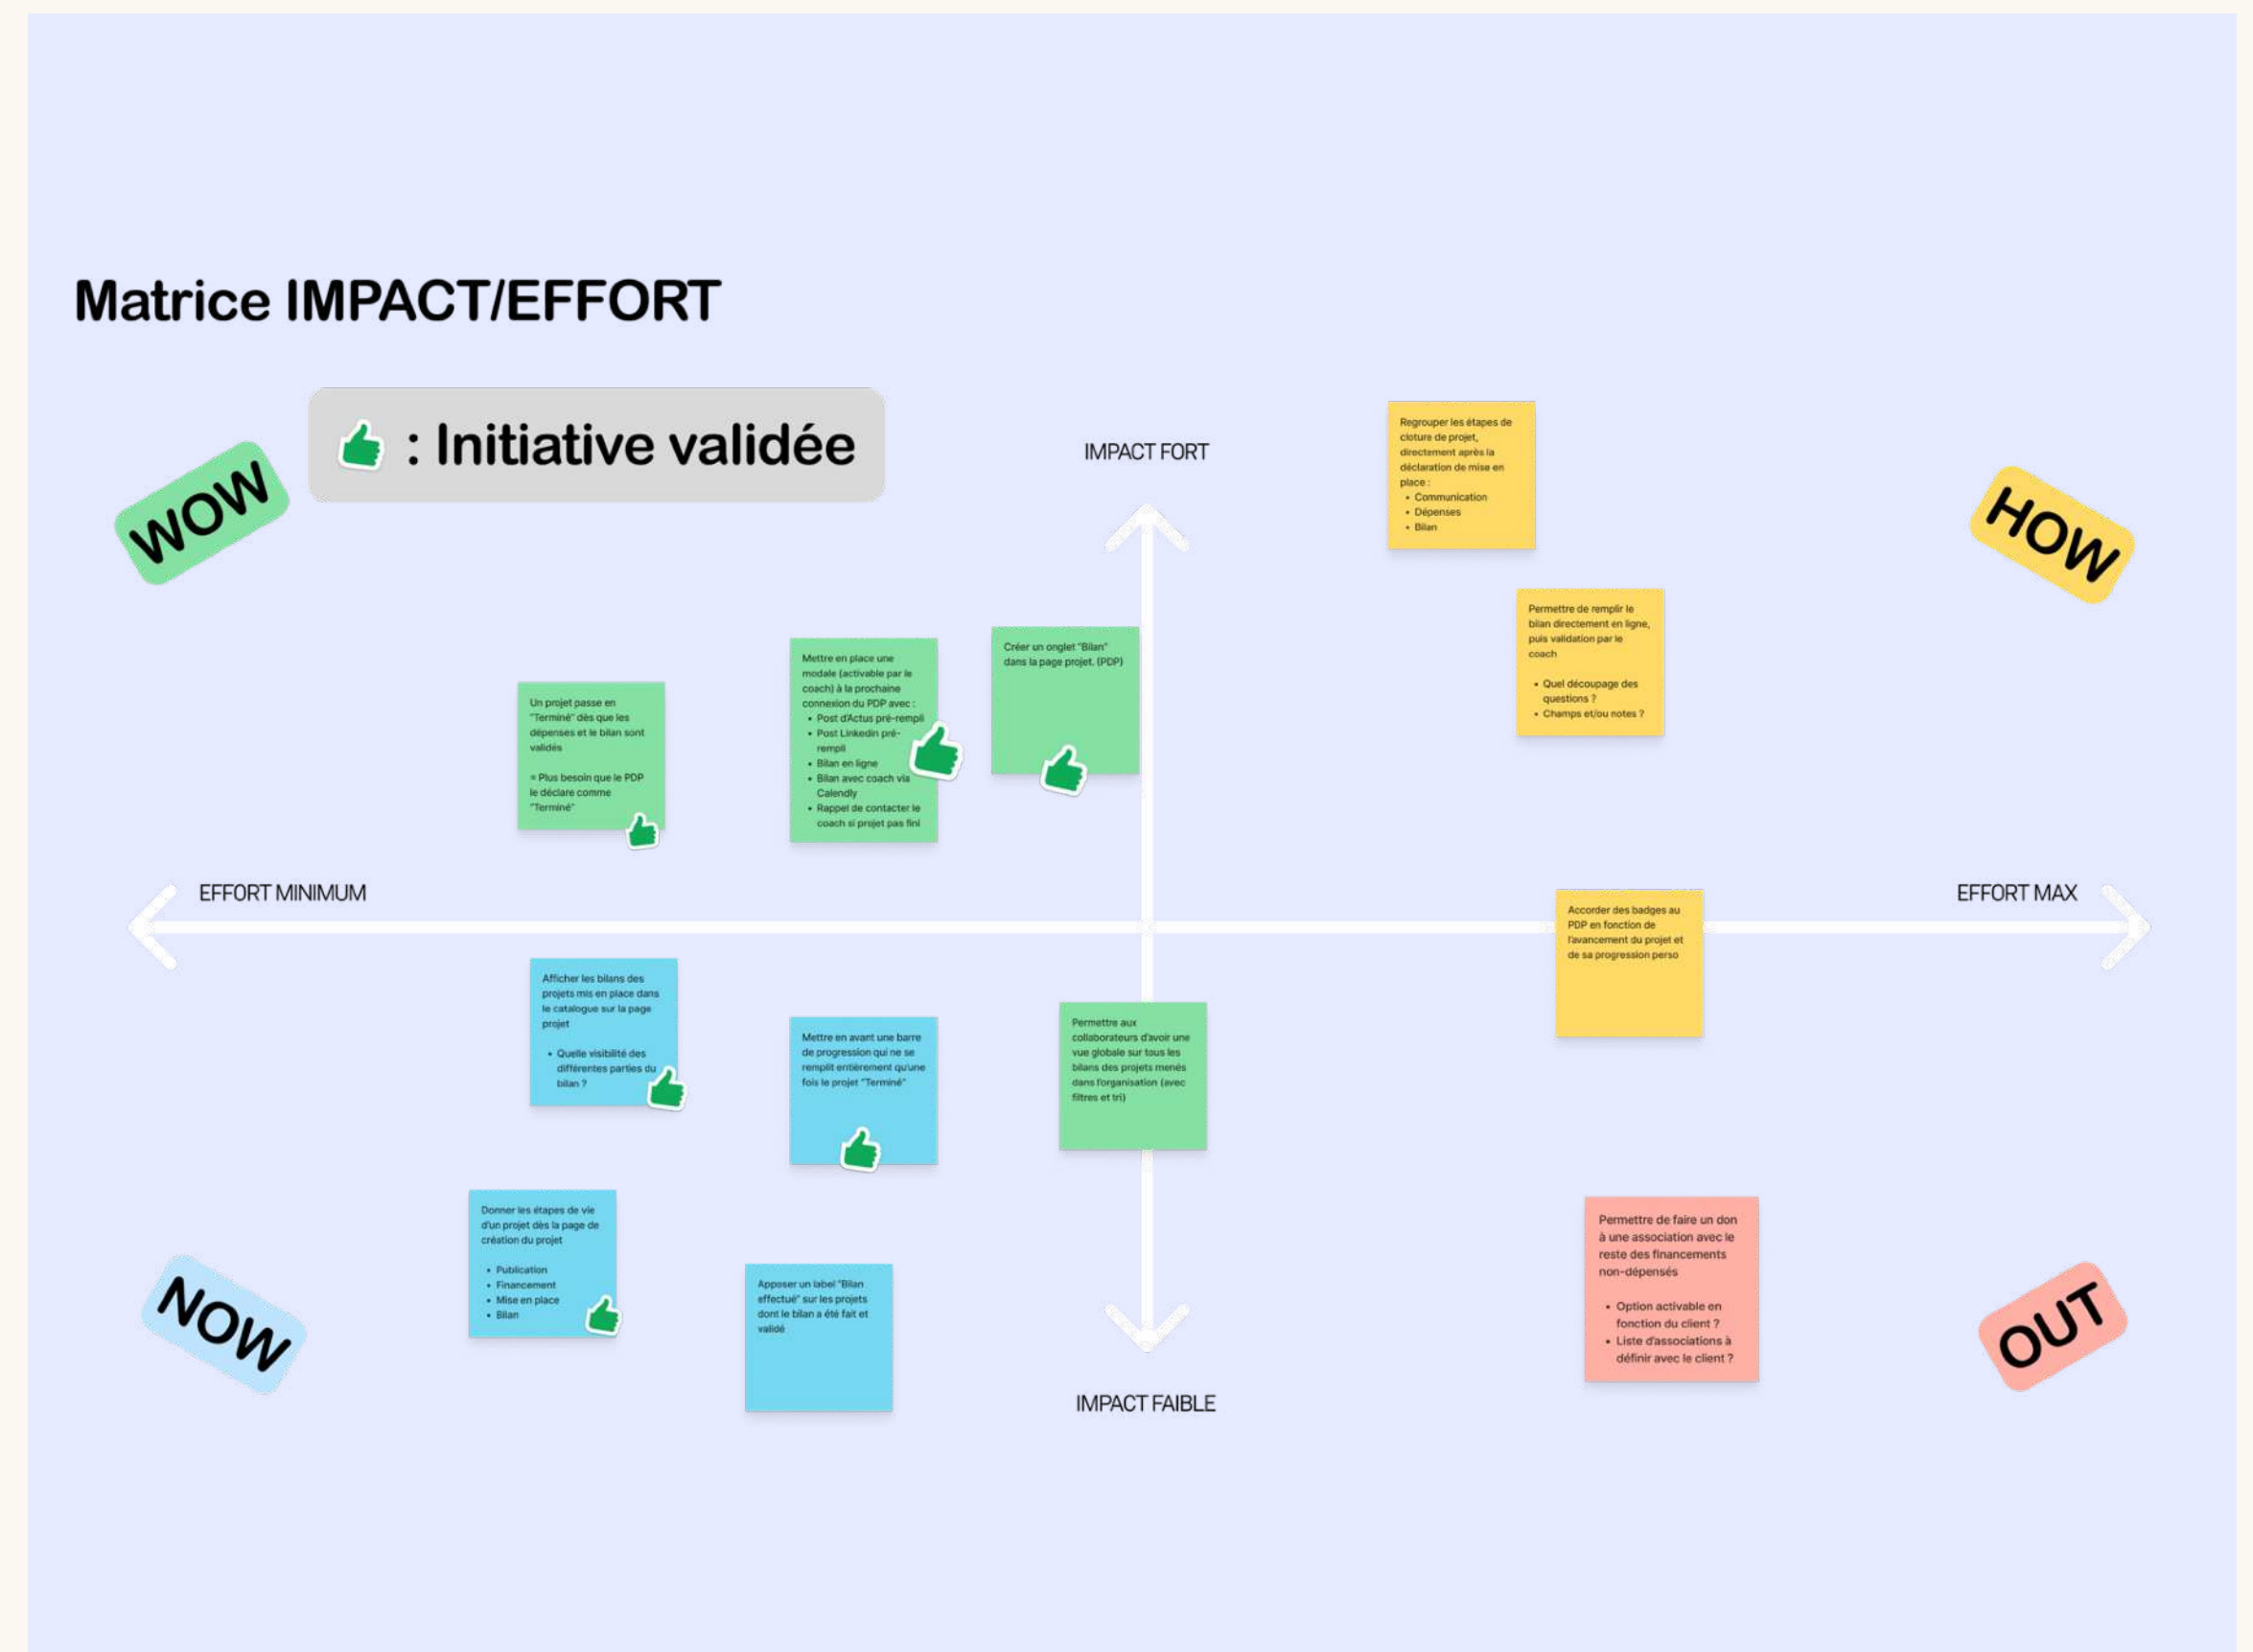 Matrice IMPACT/EFFORT
: Initiative validée
WOW
IMPACT FORT
HOW
Regrouper les étapes de
cloture de projet,
directement après la
déclaration de mise en
place :
• Communication
• Dépenses
• Bilan
Permettre de remplir le
bilan directement en ligne,
puis validation par le
coach
• Quel découpage des
questions ?
• Champs et/ou notes ?
Un projet passe en
"Terminé" dès que les
dépenses et le bilan sont
validés
= Plus besoin que le PDP
le déclare comme
"Terminé"
Mettre en place une
modale (activable par le
coach) à la prochaine
connexion du PDP avec :
• Post d'Actus pré-rempli
• Post Linkedin pré-
rempli
• Bilan en ligne
• Bilan avec coach via
Calendly
• Rappel de contacter le
coach si projet pas fini
Créer un onglet "Bilan"
dans la page projet. (PDP)
EFFORT MINIMUM
EFFORT MAX
Accorder des badges au
PDP en fonction de
l'avancement du projet et
de sa progression perso
Afficher les bilans des
projets mis en place dans
le catalogue sur la page
projet
• Quelle visibilité des
différentes parties du
bilan ?
Mettre en avant une barre
de progression qui ne se
remplit entièrement qu'une
fois le projet "Terminé"
Permettre aux
collaborateurs d'avoir une
vue globale sur tous les
bilans des projets menés
dans l'organisation (avec
filtres et tri)
Donner les étapes de vie
d'un projet dès la page de
création du projet
• Publication
• Financement
• Mise en place
• Bilan
Apposer un label "Bilan
effectué" sur les projets
dont le bilan a été fait et
validé
Permettre de faire un don
à une association avec le
reste des financements
non-dépensés
• Option activable en
fonction du client ?
• Liste d'associations à
définir avec le client ?
NOW
OUT
IMPACT FAIBLE